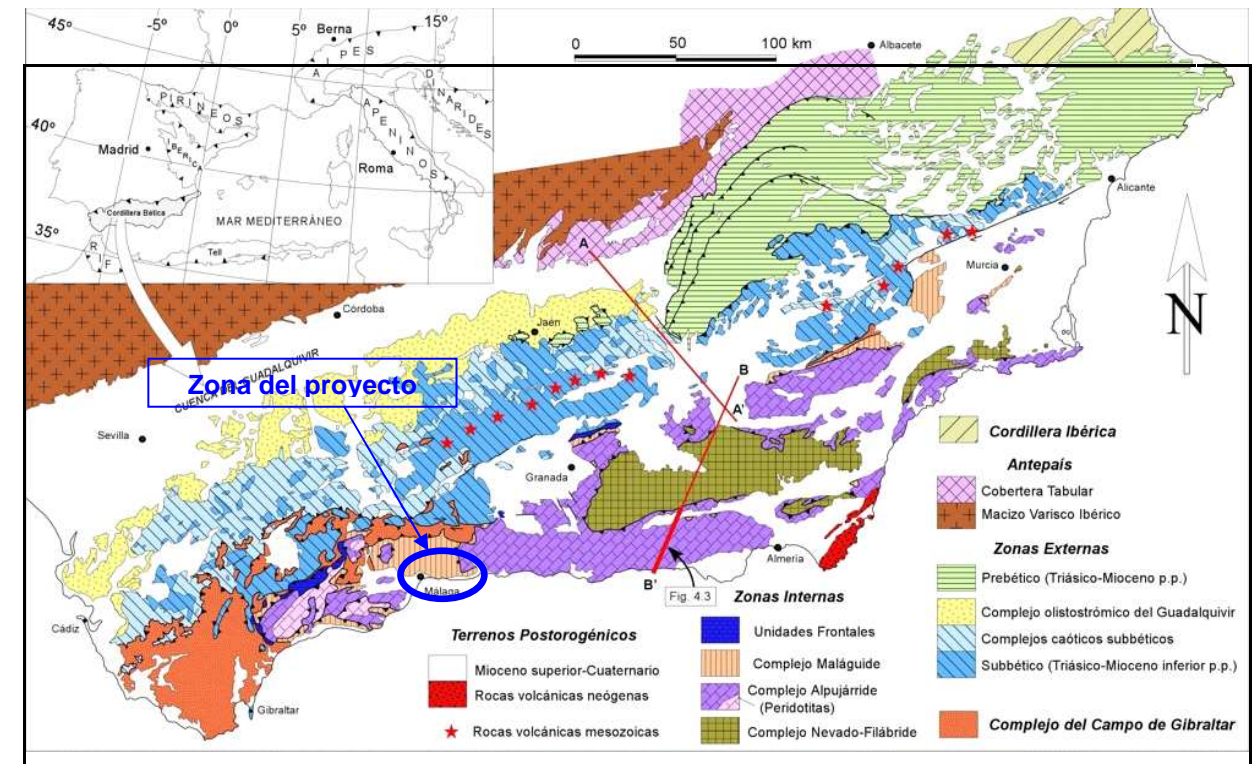 45º
-5º
0º
5º
Berna
15º
ALPES
DINÁRIDES
PIRINEOS
APENINOS
40º
Madrid
IBÉRICA
Roma
MAR MEDITERRÁNEO
Cordillera Bética
35º
RIF
Tell
0 50 100 km
Albacete
Alicante
A
Murcia
N
Córdoba
Jaén
CUENCA DEL GUADALQUIVIR
Zona del proyecto
B
A'
Sevilla
Granada
Almería
B'
Fig. 4.3
Málaga
Cádiz
Gibraltar
Terrenos Postorogénicos
Mioceno superior-Cuaternario
Rocas volcánicas neógenas
Rocas volcánicas mesozoicas
Zonas Internas
Unidades Frontales
Complejo Maláguide
Complejo Alpujárride
(Peridotitas)
Complejo Nevado-Filábride
Cordillera Ibérica
Antepaís
Cobertera Tabular
Macizo Varisco Ibérico
Zonas Externas
Prebético (Triásico-Mioceno p.p.)
Complejo olistostrómico del Guadalquivir
Complejos caóticos subbéticos
Subbético (Triásico-Mioceno inferior p.p.)
Complejo del Campo de Gibraltar